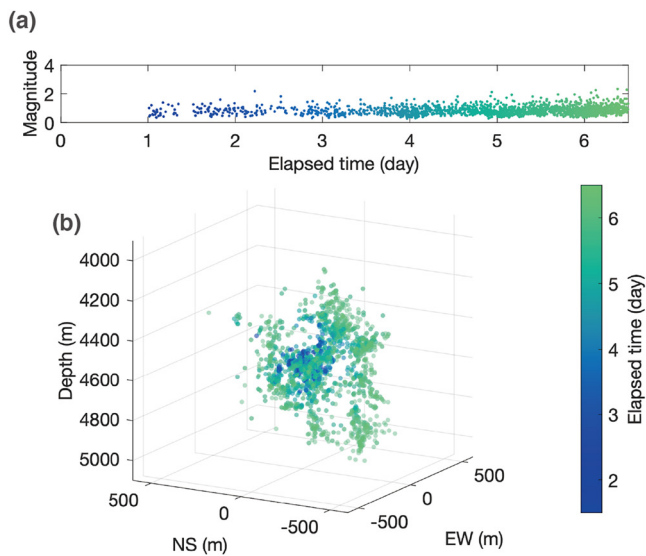 (a)
4
2
0
Magnitude
0 1 2 3 4 5 6
Elapsed time (day)
(b)
4000
4200
4400
4600
4800
5000
Depth (m)
500 0 -500
NS (m)
-500 0 500
EW (m)
6
5
4
3
2
Elapsed time (day)